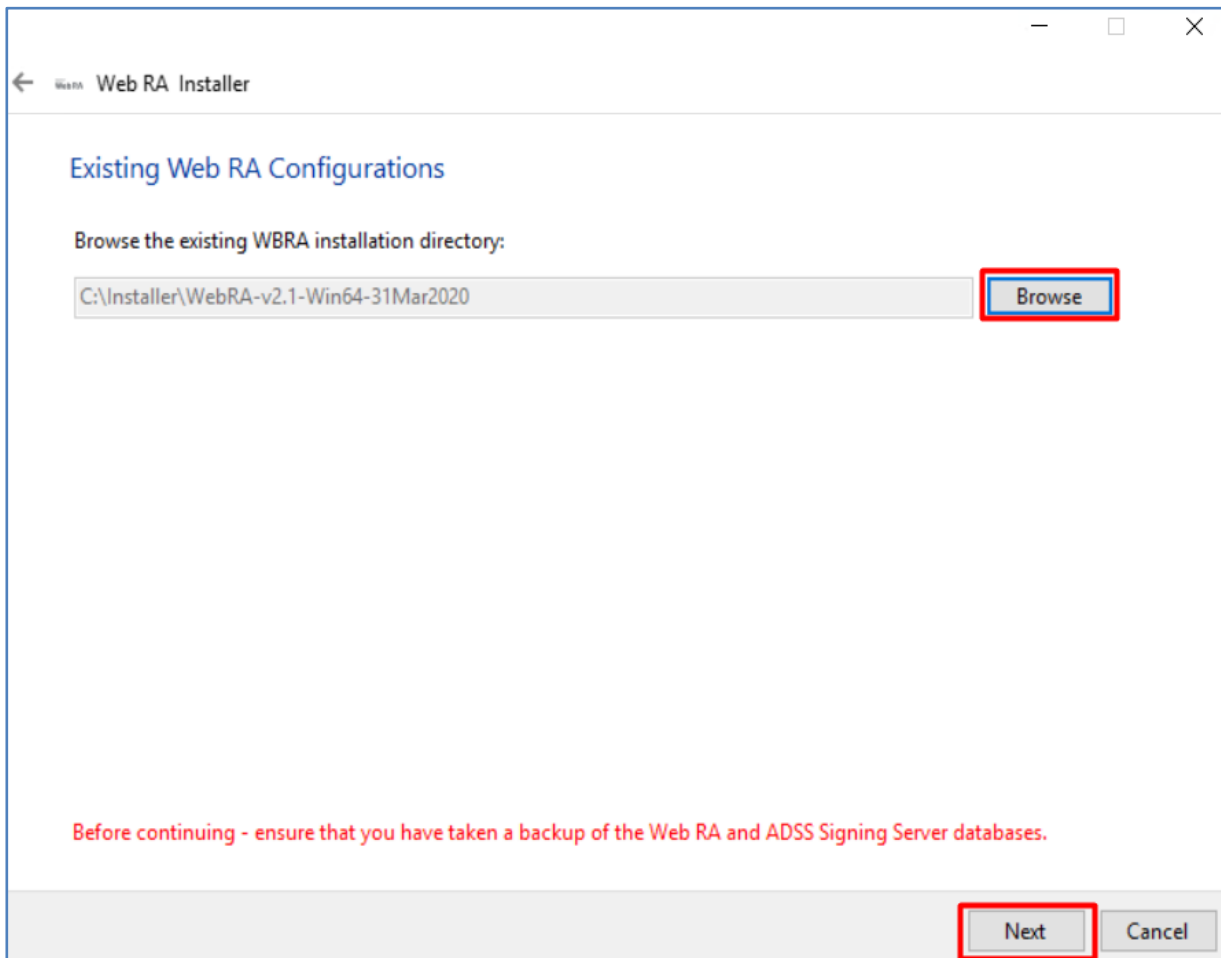 Web RA Installer
Existing Web RA Configurations
Browse the existing WBRA installation directory:
C:\Installer\WebRA-v2.1-Win64-31Mar2020
Browse
Before continuing - ensure that you have taken a backup of the Web RA and ADSS Signing Server databases.
Next
Cancel